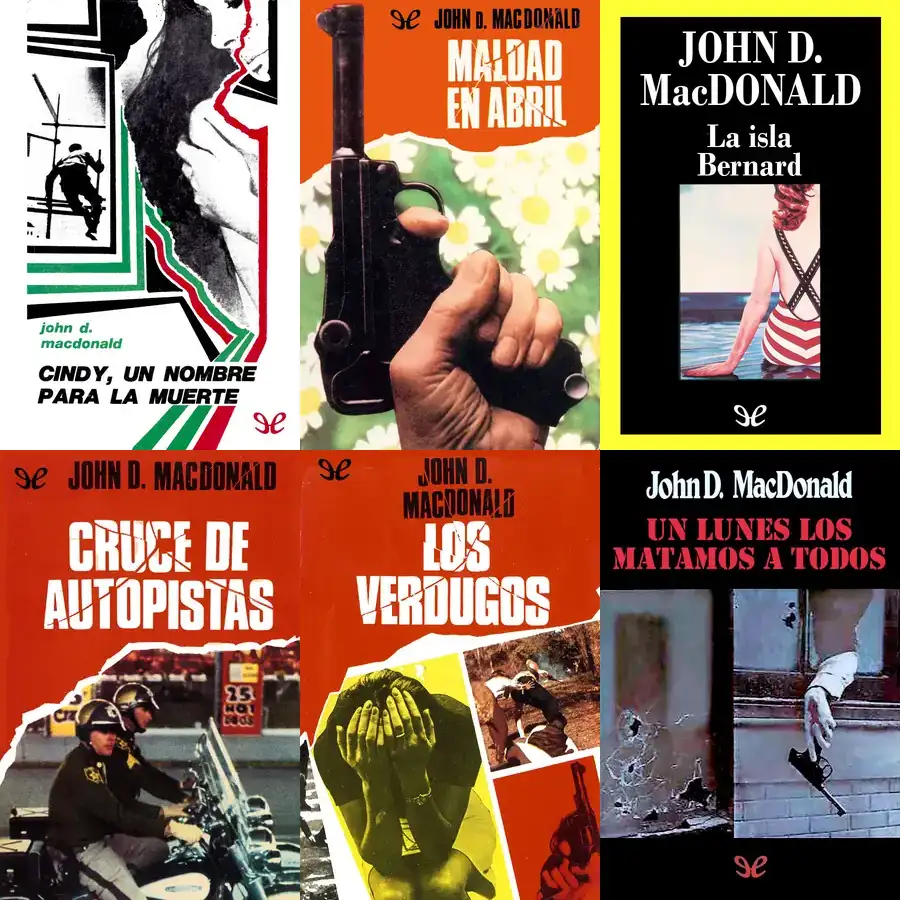 john d.
macdonald
CINDY, UN NOMBRE
PARA LA MUERTE
JOHN D. MACDONALD
MALDAD
EN ABRIL
JOHN D.
MacDONALD
La isla
Bernard
JOHN D. MACDONALD
CRUCE DE
AUTOPISTAS
25¢
HOT
DOGS
JOHN D.
MACDONALD
LOS
VERDUGOS
John D. MacDonald
UN LUNES LOS
MATAMOS A TODOS